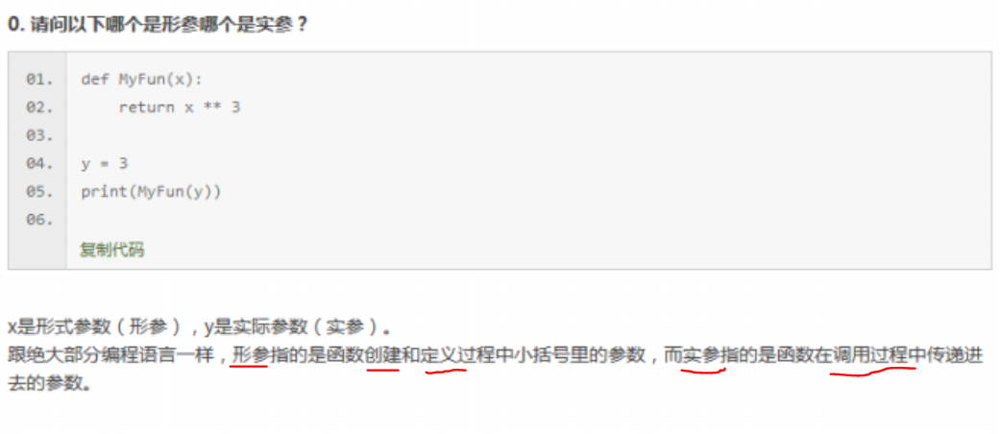 0. 请问以下哪个是形参哪个是实参？
01. def MyFun(x):
02.     return x ** 3
03.
04. y = 3
05. print(MyFun(y))
06.
复制代码
x是形式参数（形参），y是实际参数（实参）。
跟绝大部分编程语言一样，形参指的是函数创建和定义过程中小括号里的参数，而实参指的是函数在调用过程中传递进
去的参数。